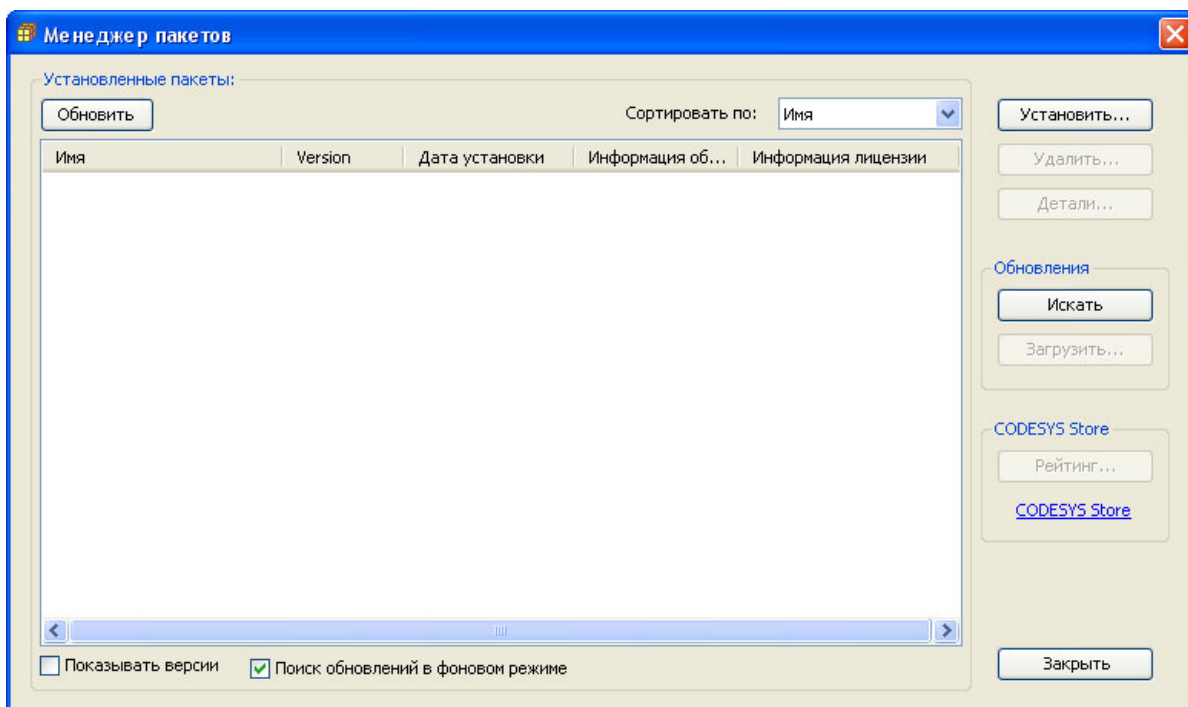 Менеджер пакетов
Установленные пакеты:
Обновить
Сортировать по:
Имя
Установить...
Имя
Version
Дата установки
Информация об...
Информация лицензии
Удалить...
Детали...
Обновления
Искать
Загрузить...
CODESYS Store
Рейтинг...
CODESYS Store
Показывать версии
Поиск обновлений в фоновом режиме
Закрыть